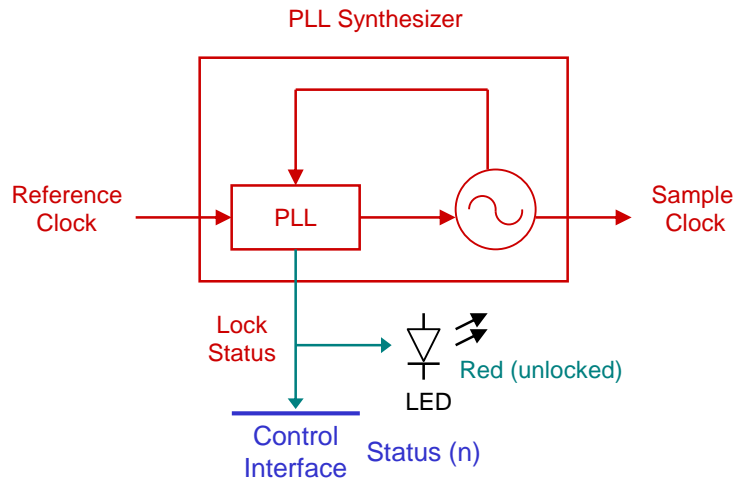 PLL Synthesizer
Reference
Clock
PLL
Sample
Clock
Lock
Status
Red (unlocked)
LED
Control
Interface
Status (n)